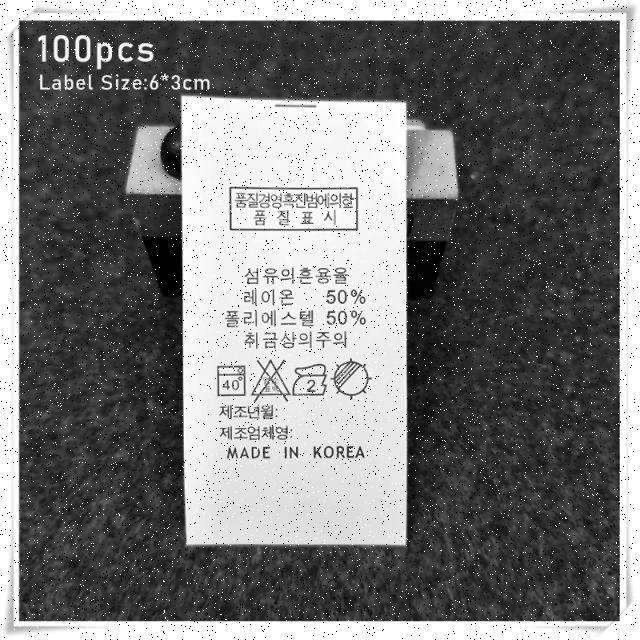 100pcs
Label Size:6*3cm
품질경영촉진법에의함
품 질 표 시
섬유의혼용율
레이온 50%
폴리에스텔 50%
취급상의주의
40 2
제조년월:
제조업체명:
MADE IN KOREA